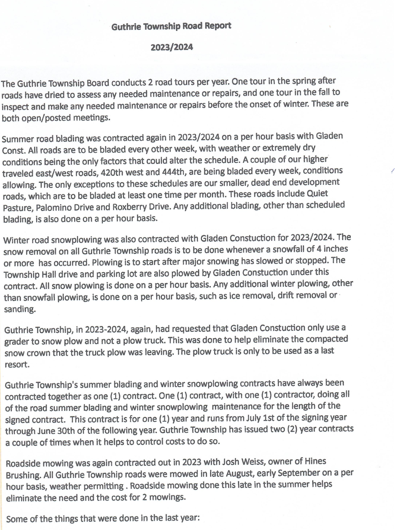 Guthrie Township Road Report
2023/2024
The Guthrie Township Board conducts 2 road tours per year. One tour in the spring after
roads have dried to assess any needed maintenance or repairs, and one tour in the fall to
inspect and make any needed maintenance or repairs before the onset of winter. These are
both open/posted meetings.
Summer road blading was contracted again in 2023/2024 on a per hour basis with Gladen
Const. All roads are to be bladed every other week, with weather or extremely dry
conditions being the only factors that could alter the schedule. A couple of our higher
traveled east/west roads, 420th west and 444th, are being bladed every week, conditions
allowing. The only exceptions to these schedules are our smaller, dead end development
roads, which are to be bladed at least one time per month. These roads include Quiet
Pasture, Palomino Drive and Roxberry Drive. Any additional blading, other than scheduled
blading, is also done on a per hour basis.
Winter road snowplowing was also contracted with Gladen Constuction for 2023/2024. The
snow removal on all Guthrie Township roads is to be done whenever a snowfall of 4 inches
or more has occurred. Plowing is to start after major snowing has slowed or stopped. The
Township Hall drive and parking lot are also plowed by Gladen Constuction under this
contract. All snow plowing is done on a per hour basis. Any additional winter plowing, other
than snowfall plowing, is done on a per hour basis, such as ice removal, drift removal or
sanding.
Guthrie Township, in 2023-2024, again, had requested that Gladen Constuction only use a
grader to snow plow and not a plow truck. This was done to help eliminate the compacted
snow crown that the truck plow was leaving. The plow truck is only to be used as a last
resort.
Guthrie Township's summer blading and winter snowplowing contracts have always been
contracted together as one (1) contract. One (1) contract, with one (1) contractor, doing all
of the road summer blading and winter snowplowing maintenance for the length of the
signed contract. This contract is for one (1) year and runs from July 1st of the signing year
through June 30th of the following year. Guthrie Township has issued two (2) year contracts
a couple of times when it helps to control costs to do so.
Roadside mowing was again contracted out in 2023 with Josh Weiss, owner of Hines
Brushing. All Guthrie Township roads were mowed in late August, early September on a per
hour basis, weather permitting . Roadside mowing done this late in the summer helps
eliminate the need and the cost for 2 mowings.
Some of the things that were done in the last year: